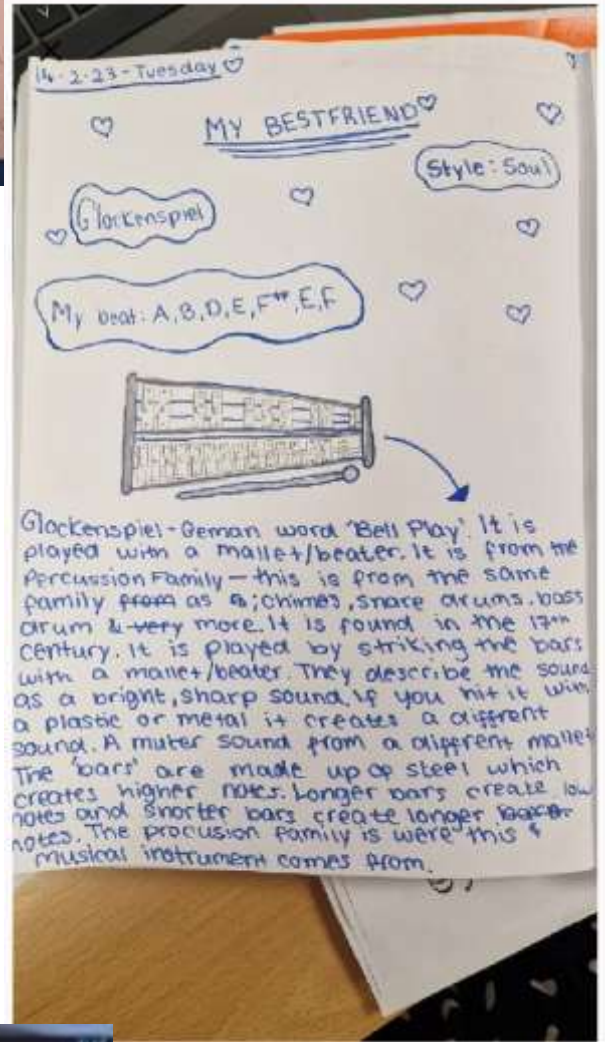 14.2.23-Tuesday
MY BESTFRIEND
Style: Soul
Glockenspiel
My beat: A, B, D, E, F#, E, F
Glockenspiel-German word 'Bell Play'. It is
played with a mallet/beater. It is from the
Percussion Family - this is from the same
family from as ; chimes, snare drums. bass
drum & very more. It is found in the 17th
century. It is played by striking the bars
with a mallet/beater. They describe the sound
as a bright, sharp sound. If you hit it with
a plastic or metal it creates a diffrent
sound. A muter sound from a different mallet
The 'bars' are made up of steel which
creates higher notes. Longer bars create low
notes and shorter bars create longer
notes. The procusion family is were this
musical instrument comes from.